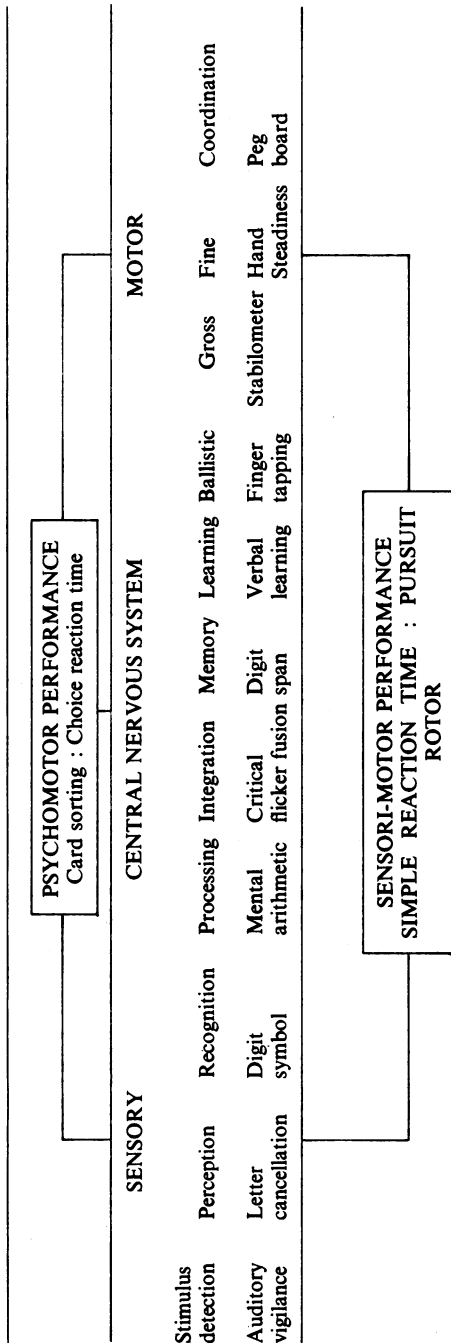 PSYCHOMOTOR PERFORMANCE
Card sorting : Choice reaction time
SENSORY CENTRAL NERVOUS SYSTEM MOTOR
Stimulus
detection Perception Recognition Processing Integration Memory Learning Ballistic Gross Fine Coordination
Auditory Letter Digit Mental Critical Digit Verbal Finger Stabilometer Hand Peg
vigilance cancellation symbol arithmetic flicker fusion span learning tapping Steadiness board
SENSORI-MOTOR PERFORMANCE
SIMPLE REACTION TIME : PURSUIT
ROTOR